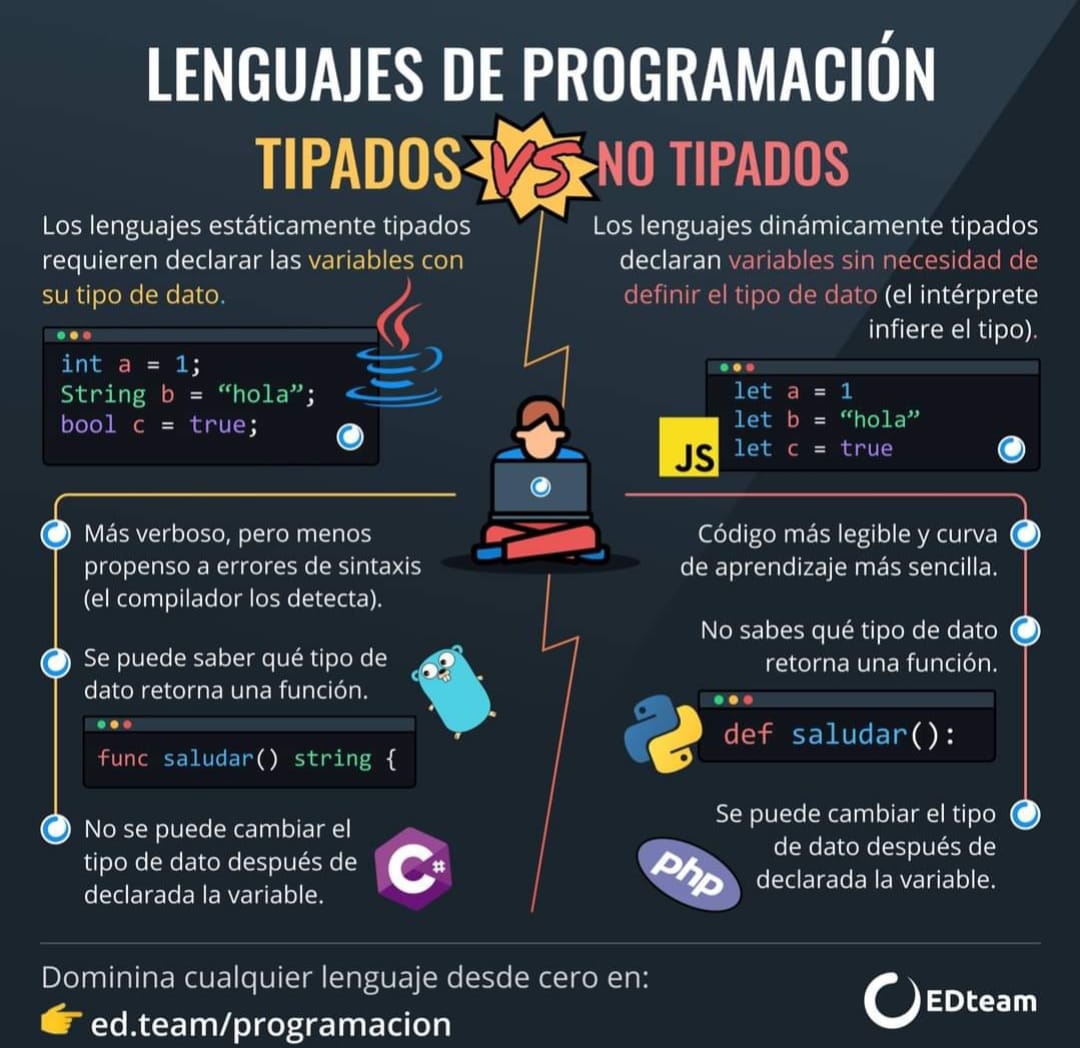 LENGUAJES DE PROGRAMACIÓN
TIPADOS VS NO TIPADOS
Los lenguajes estáticamente tipados
requieren declarar las variables con
su tipo de dato.
int a = 1;
String b = “hola”;
bool c = true;
Los lenguajes dinámicamente tipados
declaran variables sin necesidad de
definir el tipo de dato (el intérprete
infiere el tipo).
JS
let a = 1
let b = “hola”
let c = true
Más verboso, pero menos
propenso a errores de sintaxis
(el compilador los detecta).
Se puede saber qué tipo de
dato retorna una función.
func saludar() string {
No se puede cambiar el
tipo de dato después de
declarada la variable.
C#
Código más legible y curva
de aprendizaje más sencilla.
No sabes qué tipo de dato
retorna una función.
def saludar():
Se puede cambiar el tipo
de dato después de
declarada la variable.
php
Dominina cualquier lenguaje desde cero en:
ed.team/programacion
EDteam